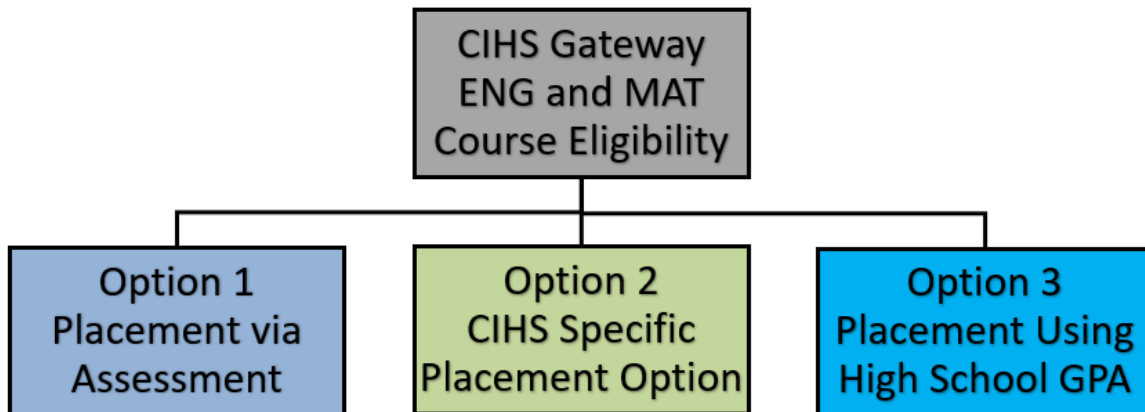 CIHS Gateway
ENG and MAT
Course Eligibility
Option 1
Placement via
Assessment
Option 2
CIHS Specific
Placement Option
Option 3
Placement Using
High School GPA